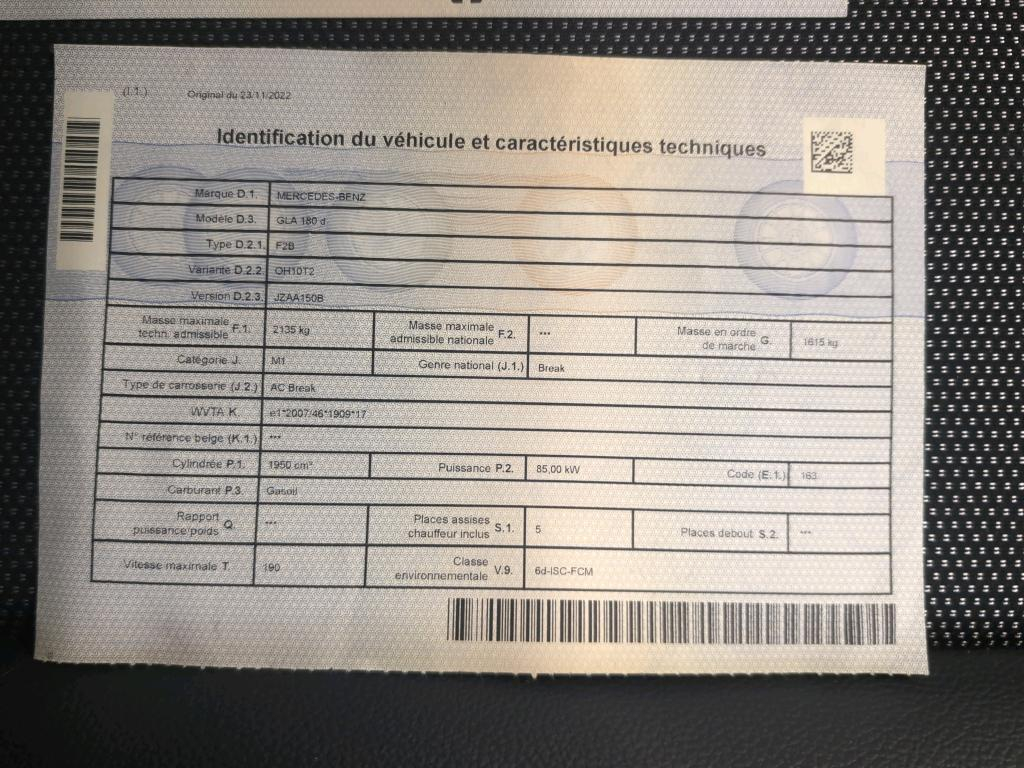 (I.1.) Original du 23/11/2022
Identification du véhicule et caractéristiques techniques
Marque D.1. MERCEDES-BENZ
Modèle D.3. GLA 180 d
Type D.2.1. F2B
Variante D.2.2. OH10T2
Version D.2.3. JZAA150B
Masse maximale techn. admissible F.1. 2135 kg Masse maximale admissible nationale F.2. *** Masse en ordre de marche G. 1615 kg
Catégorie J. M1 Genre national (J.1.) Break
Type de carrosserie (J.2.) AC Break
WVTA K. e1*2007/46*1909*17
N° référence belge (K.1.) ***
Cylindrée P.1. 1950 cm³ Puissance P.2. 85,00 kW Code (E.1.) 163
Carburant P.3. Gasoil
Rapport puissance/poids Q. *** Places assises chauffeur inclus S.1. 5 Places debout S.2. ***
Vitesse maximale T. 190 Classe environnementale V.9. 6d-ISC-FCM